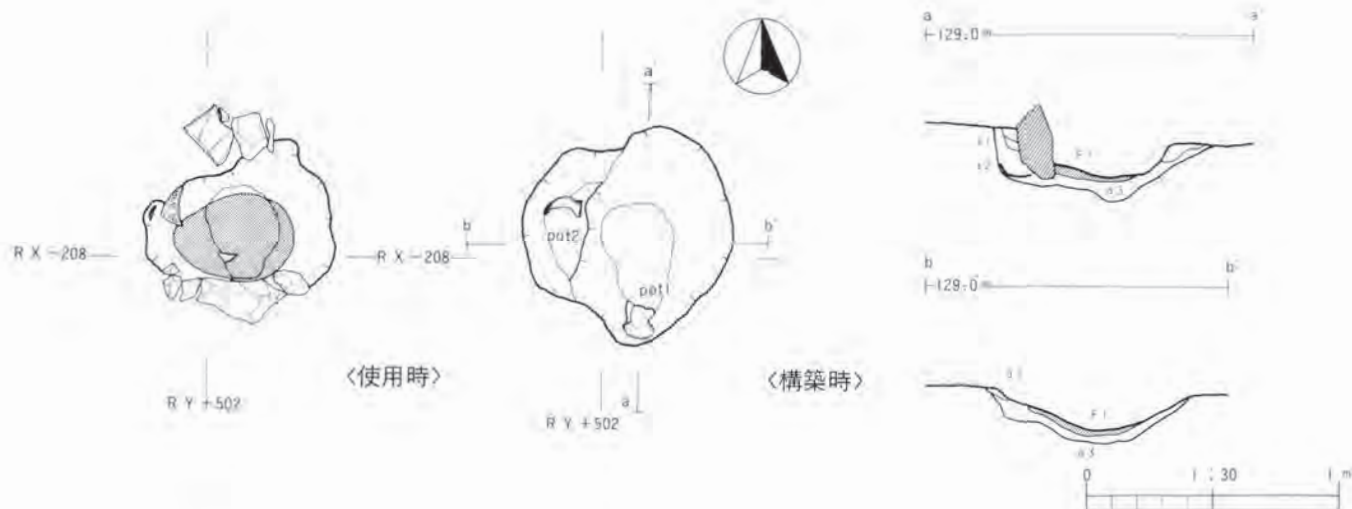 R X -208
R X -208
R Y +502
〈使用時〉
a'
b
b'
pot2
pot1
a
R Y +502
〈構築時〉
a
a'
129.0m
F1
a3
b
b'
129.0m
F1
a3
0
1:30
1m